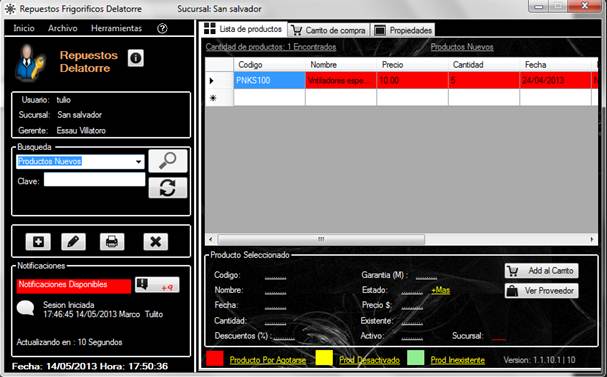 Repuestos Frigorificos Delatorre Sucursal: San salvador
Inicio Archivo Herramientas ?
Repuestos
Delatorre
Usuario: tulio
Sucursal: San salvador
Gerente: Essau Villatoro
Busqueda
Productos Nuevos
Clave:
Notificaciones
Notificaciones Disponibles
+9
Sesion Iniciada
17:46:45 14/05/2013 Marco Tulito
Actualizando en : 10 Segundos
Fecha: 14/05/2013 Hora: 17:50:36
Lista de productos Carrito de compra Propiedades
Cantidad de productos: 1 Encontrados Productos Nuevos
Codigo Nombre Precio Cantidad Fecha
PNKS100 Vntiladores espe... 10.00 5 24/04/2013
Producto Seleccionado
Codigo: ........ Garantia (M) : ........
Nombre: ........ Estado: ........ +Mas
Fecha: ........ Precio $: ........
Cantidad: ........ Existente: ........
Descuentos (%) : ........ Activo: ........ Sucursal:
Add al Carrito
Ver Proveedor
Producto Por Agotarse Prod Desactivado Prod Inexistente Version: 1.1.10.1 | 10